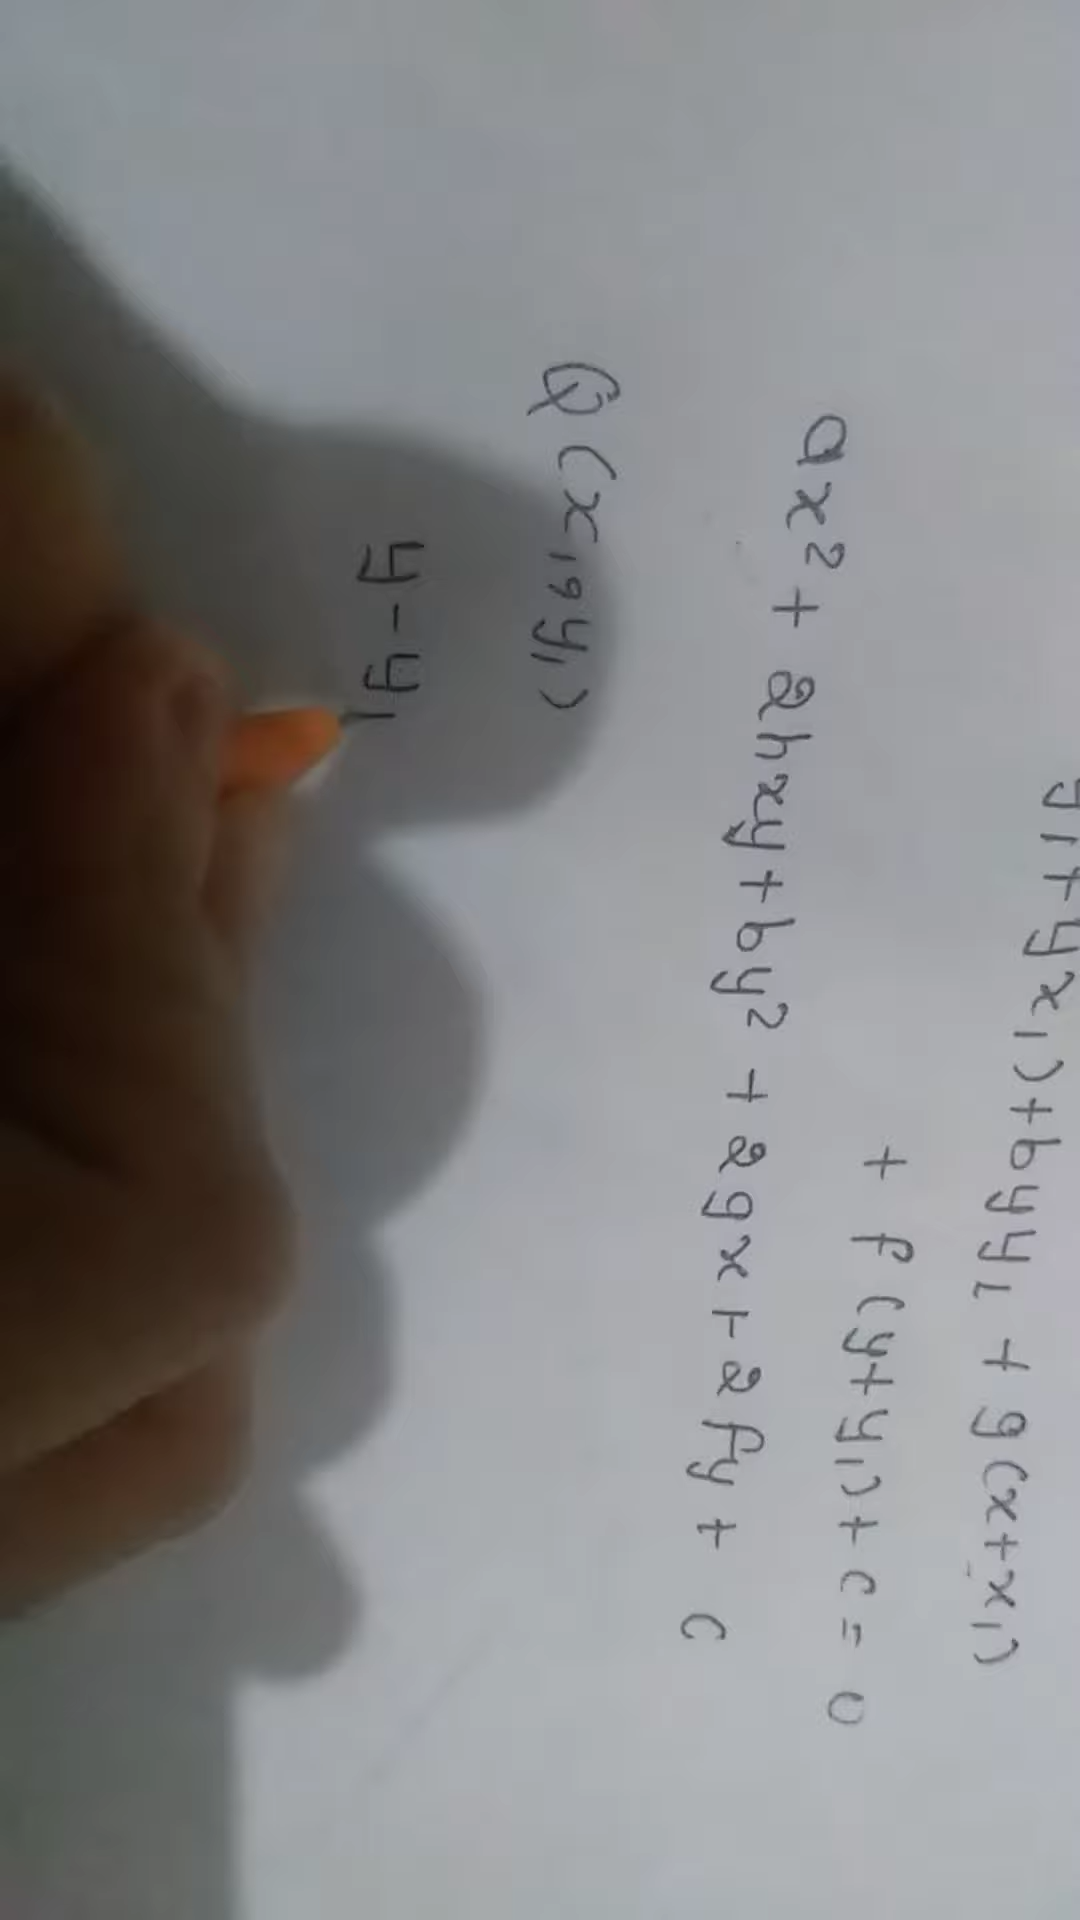 y1 + yx1) + byy1 + g(x+x1)
+ f(y+y1) + c = 0
ax² + 2hxy + by² + 2gx + 2fy + c
Q(x1, y1)
y - y1